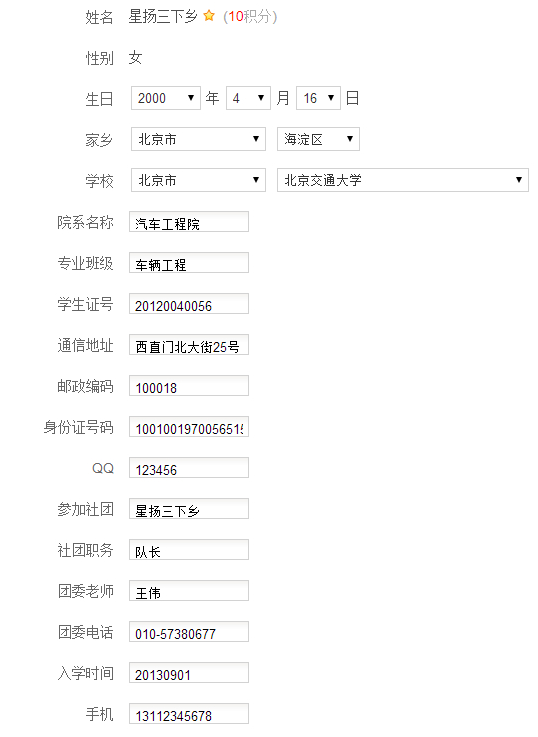 姓名 星扬三下乡 (10积分)
性别 女
生日 2000 年 4 月 16 日
家乡 北京市 海淀区
学校 北京市 北京交通大学
院系名称 汽车工程院
专业班级 车辆工程
学生证号 20120040056
通信地址 西直门北大街25号
邮政编码 100018
身份证号码 1001001970056515
QQ 123456
参加社团 星扬三下乡
社团职务 队长
团委老师 王伟
团委电话 010-57380677
入学时间 20130901
手机 13112345678